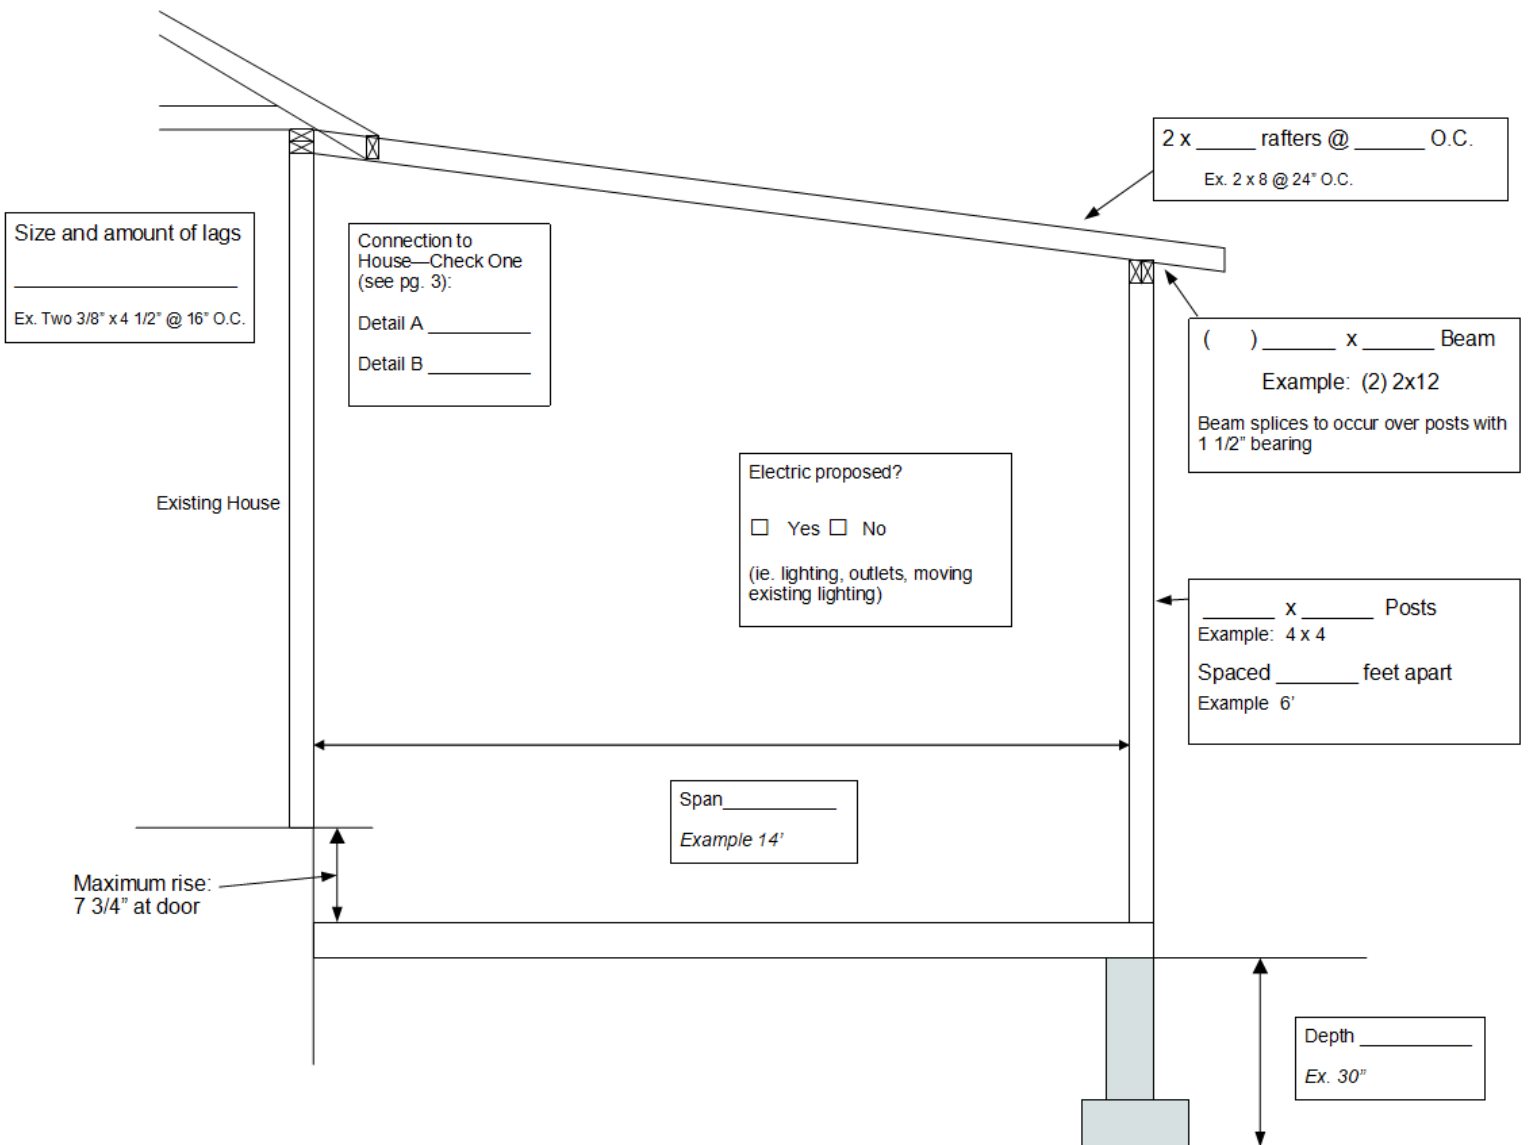 2 x _____ rafters @ ______ O.C.
Ex. 2 x 8 @ 24” O.C.
Size and amount of lags
____________________
Ex. Two 3/8” x 4 1/2” @ 16” O.C.
Connection to
House—Check One
(see pg. 3):
Detail A __________
Detail B __________
( ) ______ x ______ Beam
Example: (2) 2x12
Beam splices to occur over posts with
1 1/2” bearing
Electric proposed?
☐ Yes ☐ No
(ie. lighting, outlets, moving
existing lighting)
Existing House
______ x ______ Posts
Example: 4 x 4
Spaced _______ feet apart
Example 6’
Span___________
Example 14’
Maximum rise:
7 3/4” at door
Depth ___________
Ex. 30”